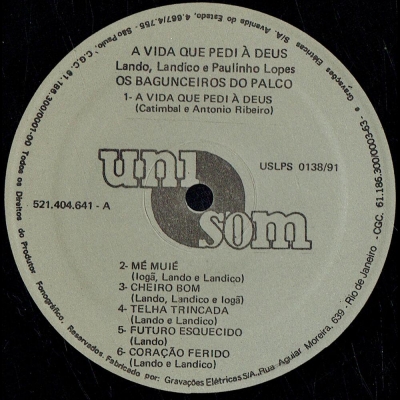 A VIDA QUE PEDI À DEUS
Lando, Landico e Paulinho Lopes
OS BAGUNCEIROS DO PALCO
1- A VIDA QUE PEDI À DEUS
(Catimbal e Antonio Ribeiro)
uni
som
USLPS 0138/91
521.404.641 - A
2- MÉ MUIÉ
(Iogã, Lando e Landico)
3- CHEIRO BOM
(Lando, Landico e Iogã)
4- TELHA TRINCADA
(Lando e Landico)
5- FUTURO ESQUECIDO
(Lando)
6- CORAÇÃO FERIDO
(Lando e Landico)
Todos os Direitos do Produtor Fonográfico. Reservados. Fabricado por: Gravações Elétricas S/A. Rua Aguiar Moreira, 639 - Rio de Janeiro - CGC. 61.186.300/0003-63 - e Gravações Elétricas S/A. Avenida do Estado, 4.667/4.755 - São Paulo, C.G.C. 61.186.300/0001-00